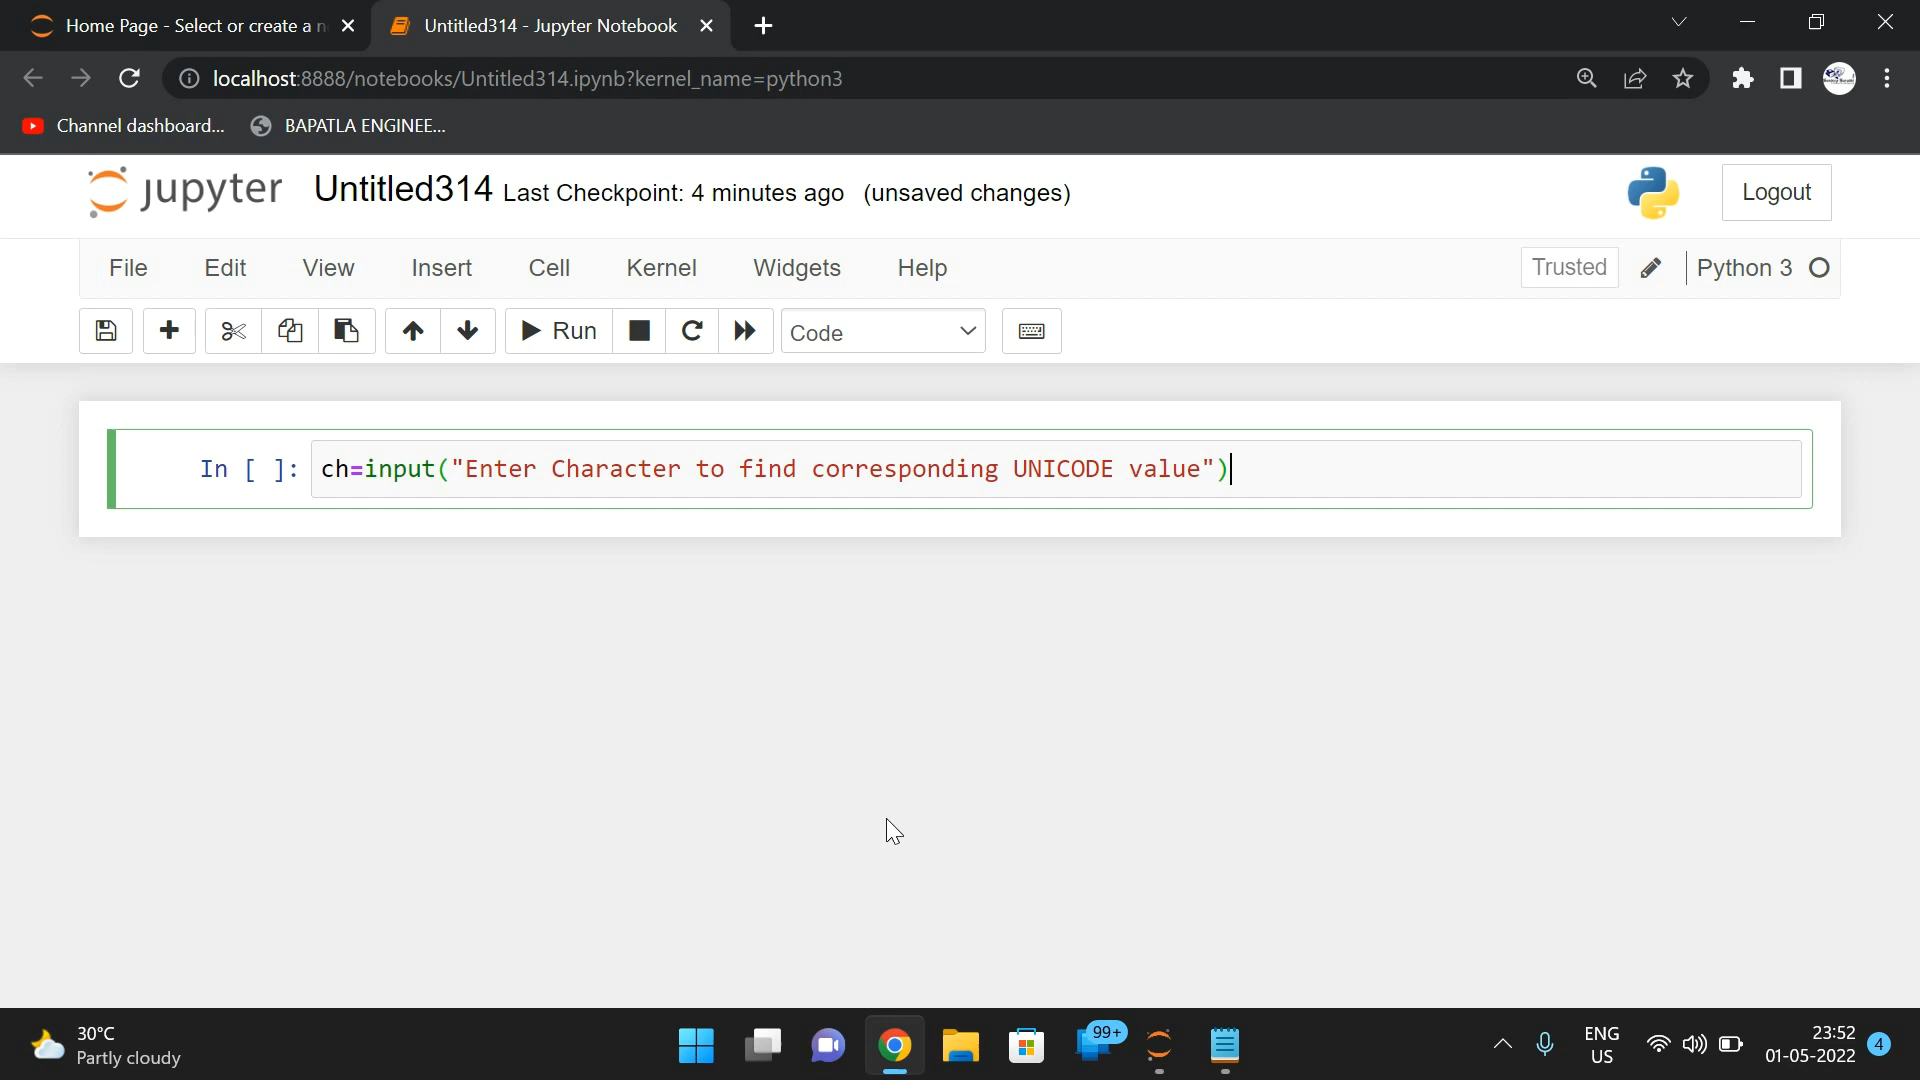 Home Page - Select or create a n
Untitled314 - Jupyter Notebook
localhost:8888/notebooks/Untitled314.ipynb?kernel_name=python3
Channel dashboard...
BAPATLA ENGINEE...
jupyter Untitled314 Last Checkpoint: 4 minutes ago (unsaved changes)
Logout
File Edit View Insert Cell Kernel Widgets Help
Trusted
Python 3
Run
Code
In [ ]: ch=input("Enter Character to find corresponding UNICODE value")
30°C
Partly cloudy
99+
ENG
US
23:52
01-05-2022
4